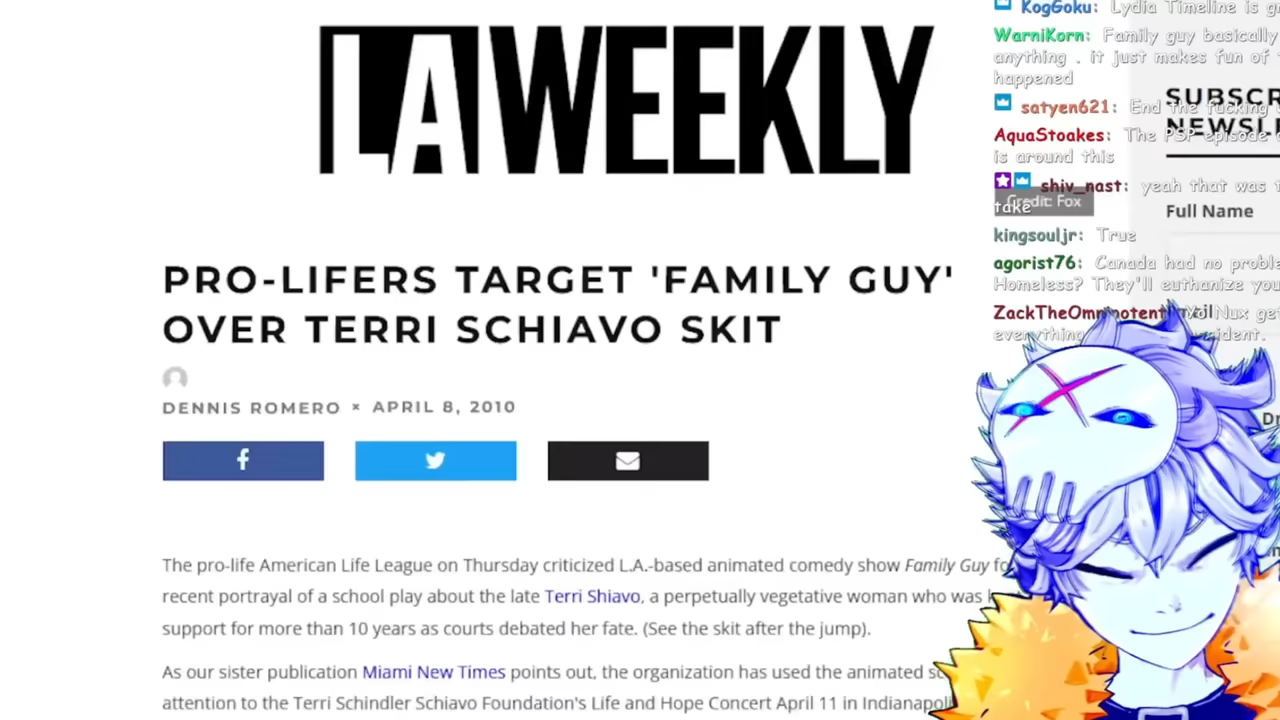 LA WEEKLY
PRO-LIFERS TARGET 'FAMILY GUY'
OVER TERRI SCHIAVO SKIT
DENNIS ROMERO × APRIL 8, 2010
The pro-life American Life League on Thursday criticized L.A.-based animated comedy show Family Guy
recent portrayal of a school play about the late Terri Shiavo, a perpetually vegetative woman who was
support for more than 10 years as courts debated her fate. (See the skit after the jump).
As our sister publication Miami New Times points out, the organization has used the animated
attention to the Terri Schindler Schiavo Foundation's Life and Hope Concert April 11 in
KogGoku: Lydia Timeline is
WarniKorn: Family guy basically
anything . it just makes fun of
happened
satyen621: End the fucking
AquaStoakes: The PSP episode
is around this
shiv_nast: yeah that was
take
kingsouljr: True
agorist76: Canada had no
Homeless? They'll euthanize
ZackTheOmnipotent Nux
Credit: Fox
Full Name